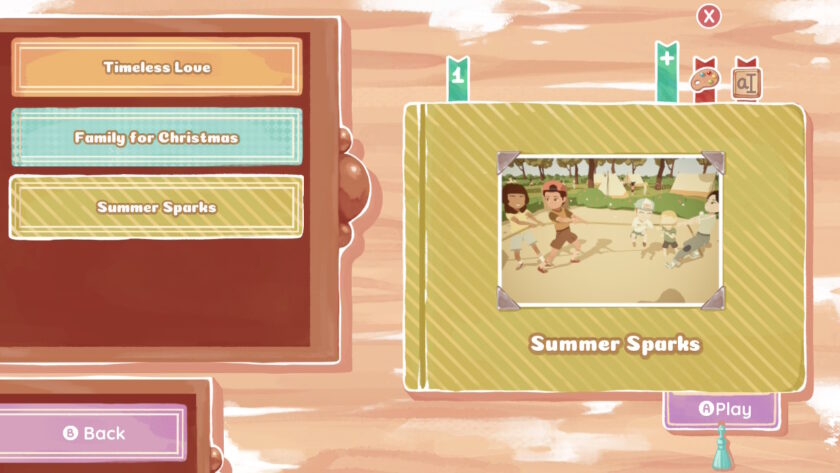 Timeless Love
Family for Christmas
Summer Sparks
B Back
X
1
+
aI
Summer Sparks
A Play